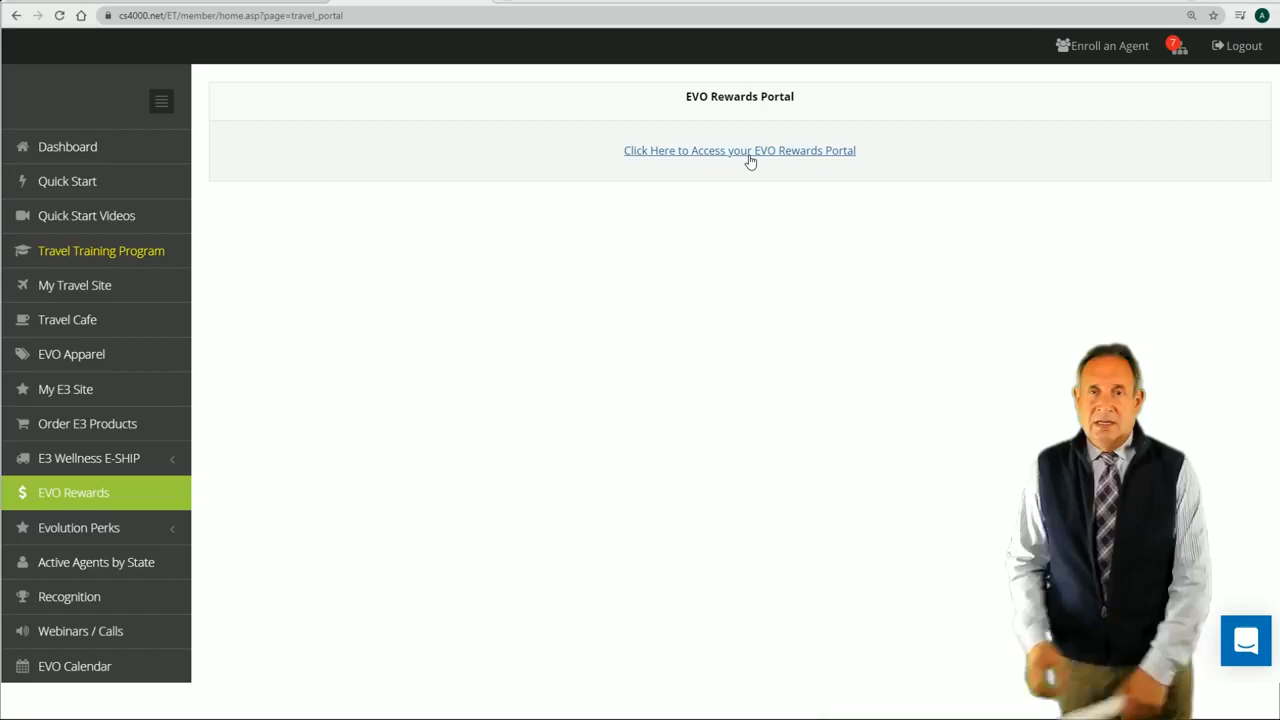 cs4000.net/ET/member/home.asp?page=travel_portal
A
Enroll an Agent
7
Logout
EVO Rewards Portal
Click Here to Access your EVO Rewards Portal
Dashboard
Quick Start
Quick Start Videos
Travel Training Program
My Travel Site
Travel Cafe
EVO Apparel
My E3 Site
Order E3 Products
E3 Wellness E-SHIP
EVO Rewards
Evolution Perks
Active Agents by State
Recognition
Webinars / Calls
EVO Calendar